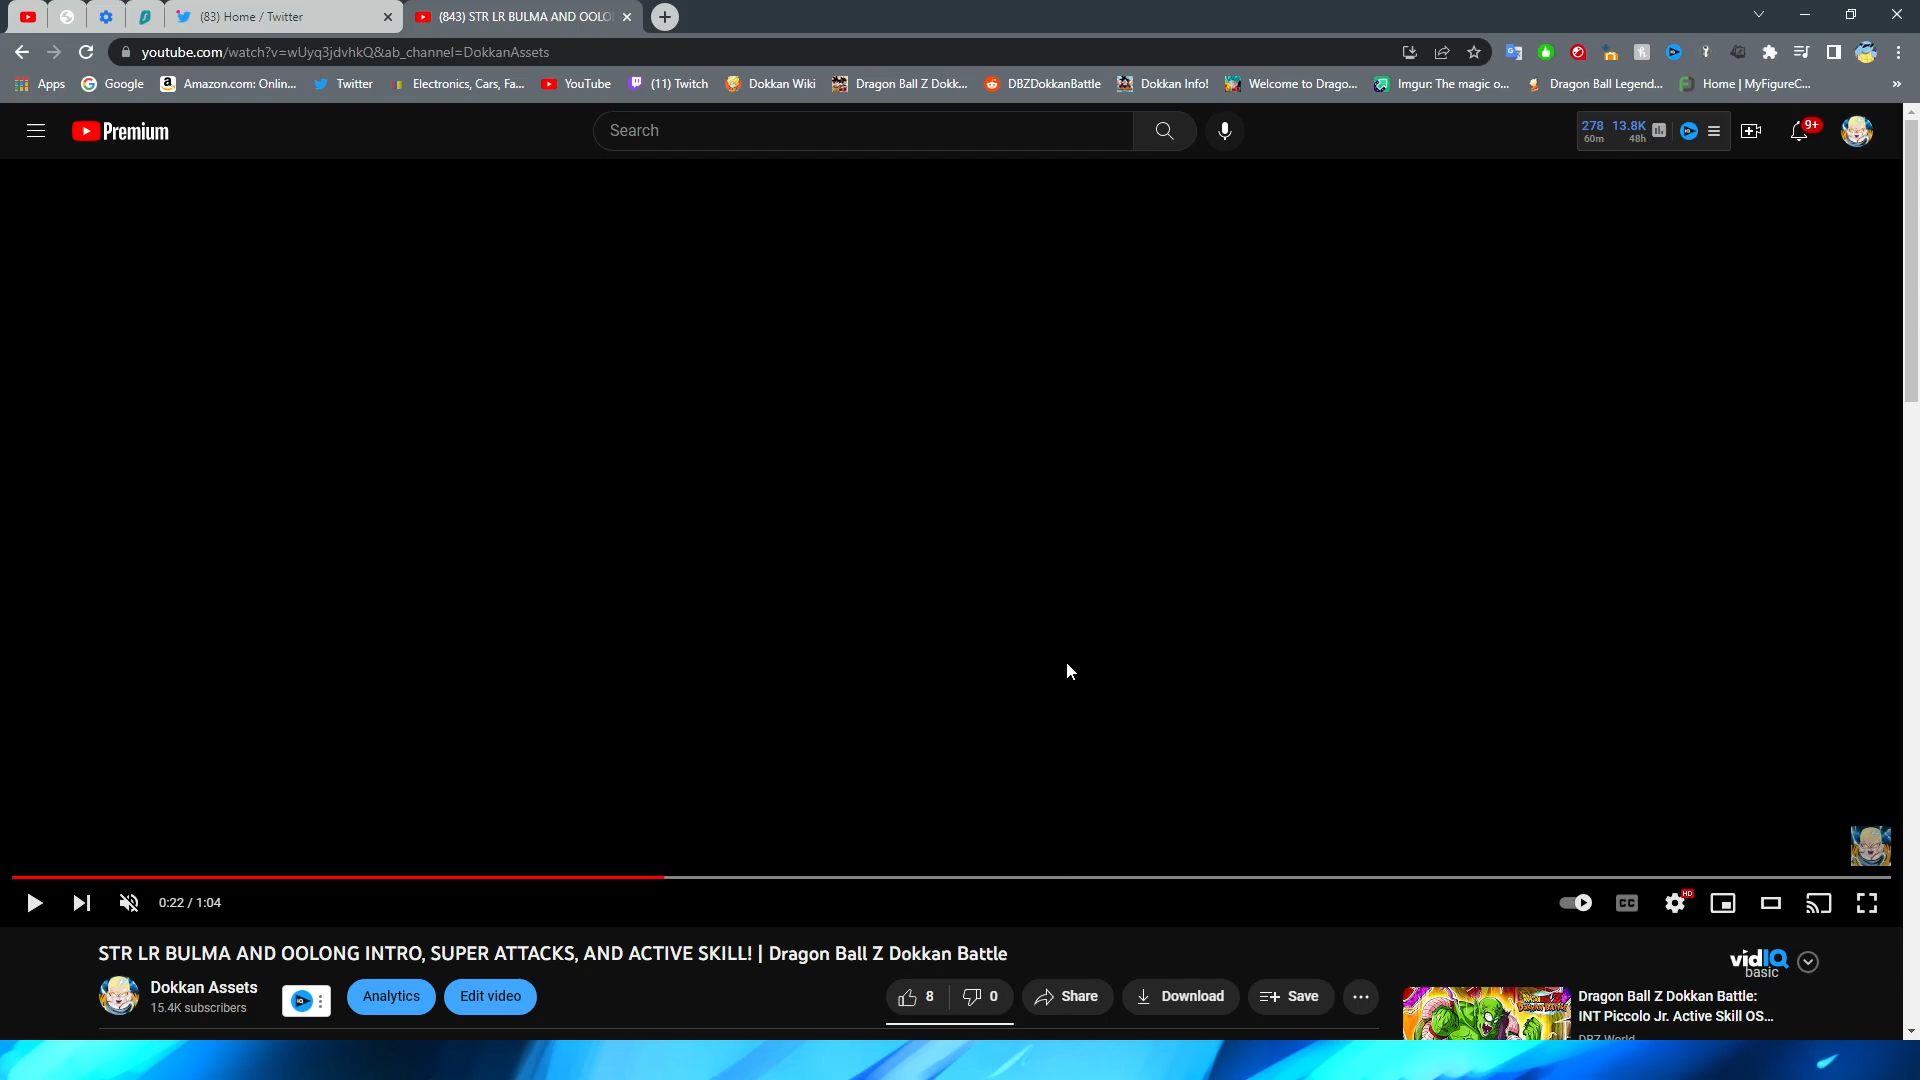 (83) Home / Twitter
(843) STR LR BULMA AND OOLO
youtube.com/watch?v=wUyq3jdvhkQ&ab_channel=DokkanAssets
Apps
Google
Amazon.com: Onlin...
Twitter
Electronics, Cars, Fa...
YouTube
(11) Twitch
Dokkan Wiki
Dragon Ball Z Dokk...
DBZDokkanBattle
Dokkan Info!
Welcome to Drago...
Imgur: The magic o...
Dragon Ball Legend...
Home | MyFigureC...
»
Premium
Search
278 13.8K
60m 48h
9+
0:22 / 1:04
CC
HD
STR LR BULMA AND OOLONG INTRO, SUPER ATTACKS, AND ACTIVE SKILL! | Dragon Ball Z Dokkan Battle
vidIQ
basic
Dokkan Assets
15.4K subscribers
IQ
Analytics
Edit video
8
0
Share
Download
Save
Dragon Ball Z Dokkan Battle:
INT Piccolo Jr. Active Skill OS...
DBZ World